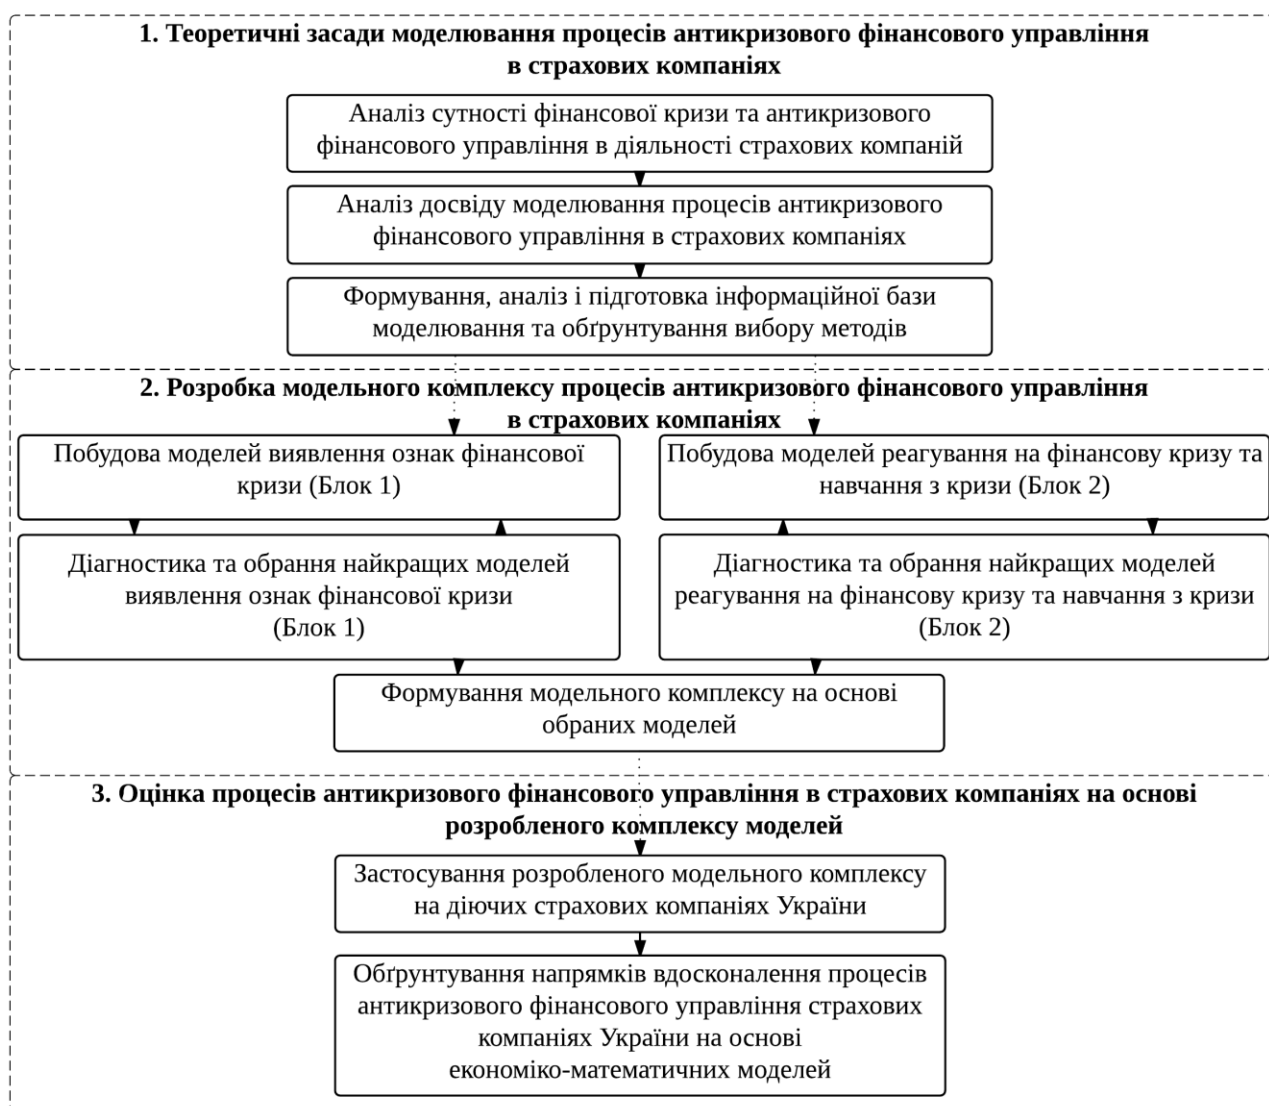 1. Теоретичні засади моделювання процесів антикризового фінансового управління
в страхових компаніях
Аналіз сутності фінансової кризи та антикризового
фінансового управління в діяльності страхових компаній
Аналіз досвіду моделювання процесів антикризового
фінансового управління в страхових компаніях
Формування, аналіз і підготовка інформаційної бази
моделювання та обґрунтування вибору методів
2. Розробка модельного комплексу процесів антикризового фінансового управління
в страхових компаніях
Побудова моделей виявлення ознак фінансової
кризи (Блок 1)
Побудова моделей реагування на фінансову кризу та
навчання з кризи (Блок 2)
Діагностика та обрання найкращих моделей
виявлення ознак фінансової кризи
(Блок 1)
Діагностика та обрання найкращих моделей
реагування на фінансову кризу та навчання з кризи
(Блок 2)
Формування модельного комплексу на основі
обраних моделей
3. Оцінка процесів антикризового фінансового управління в страхових компаніях на основі
розробленого комплексу моделей
Застосування розробленого модельного комплексу
на діючих страхових компаніях України
Обґрунтування напрямків вдосконалення процесів
антикризового фінансового управління страхових
компаніях України на основі
економіко-математичних моделей